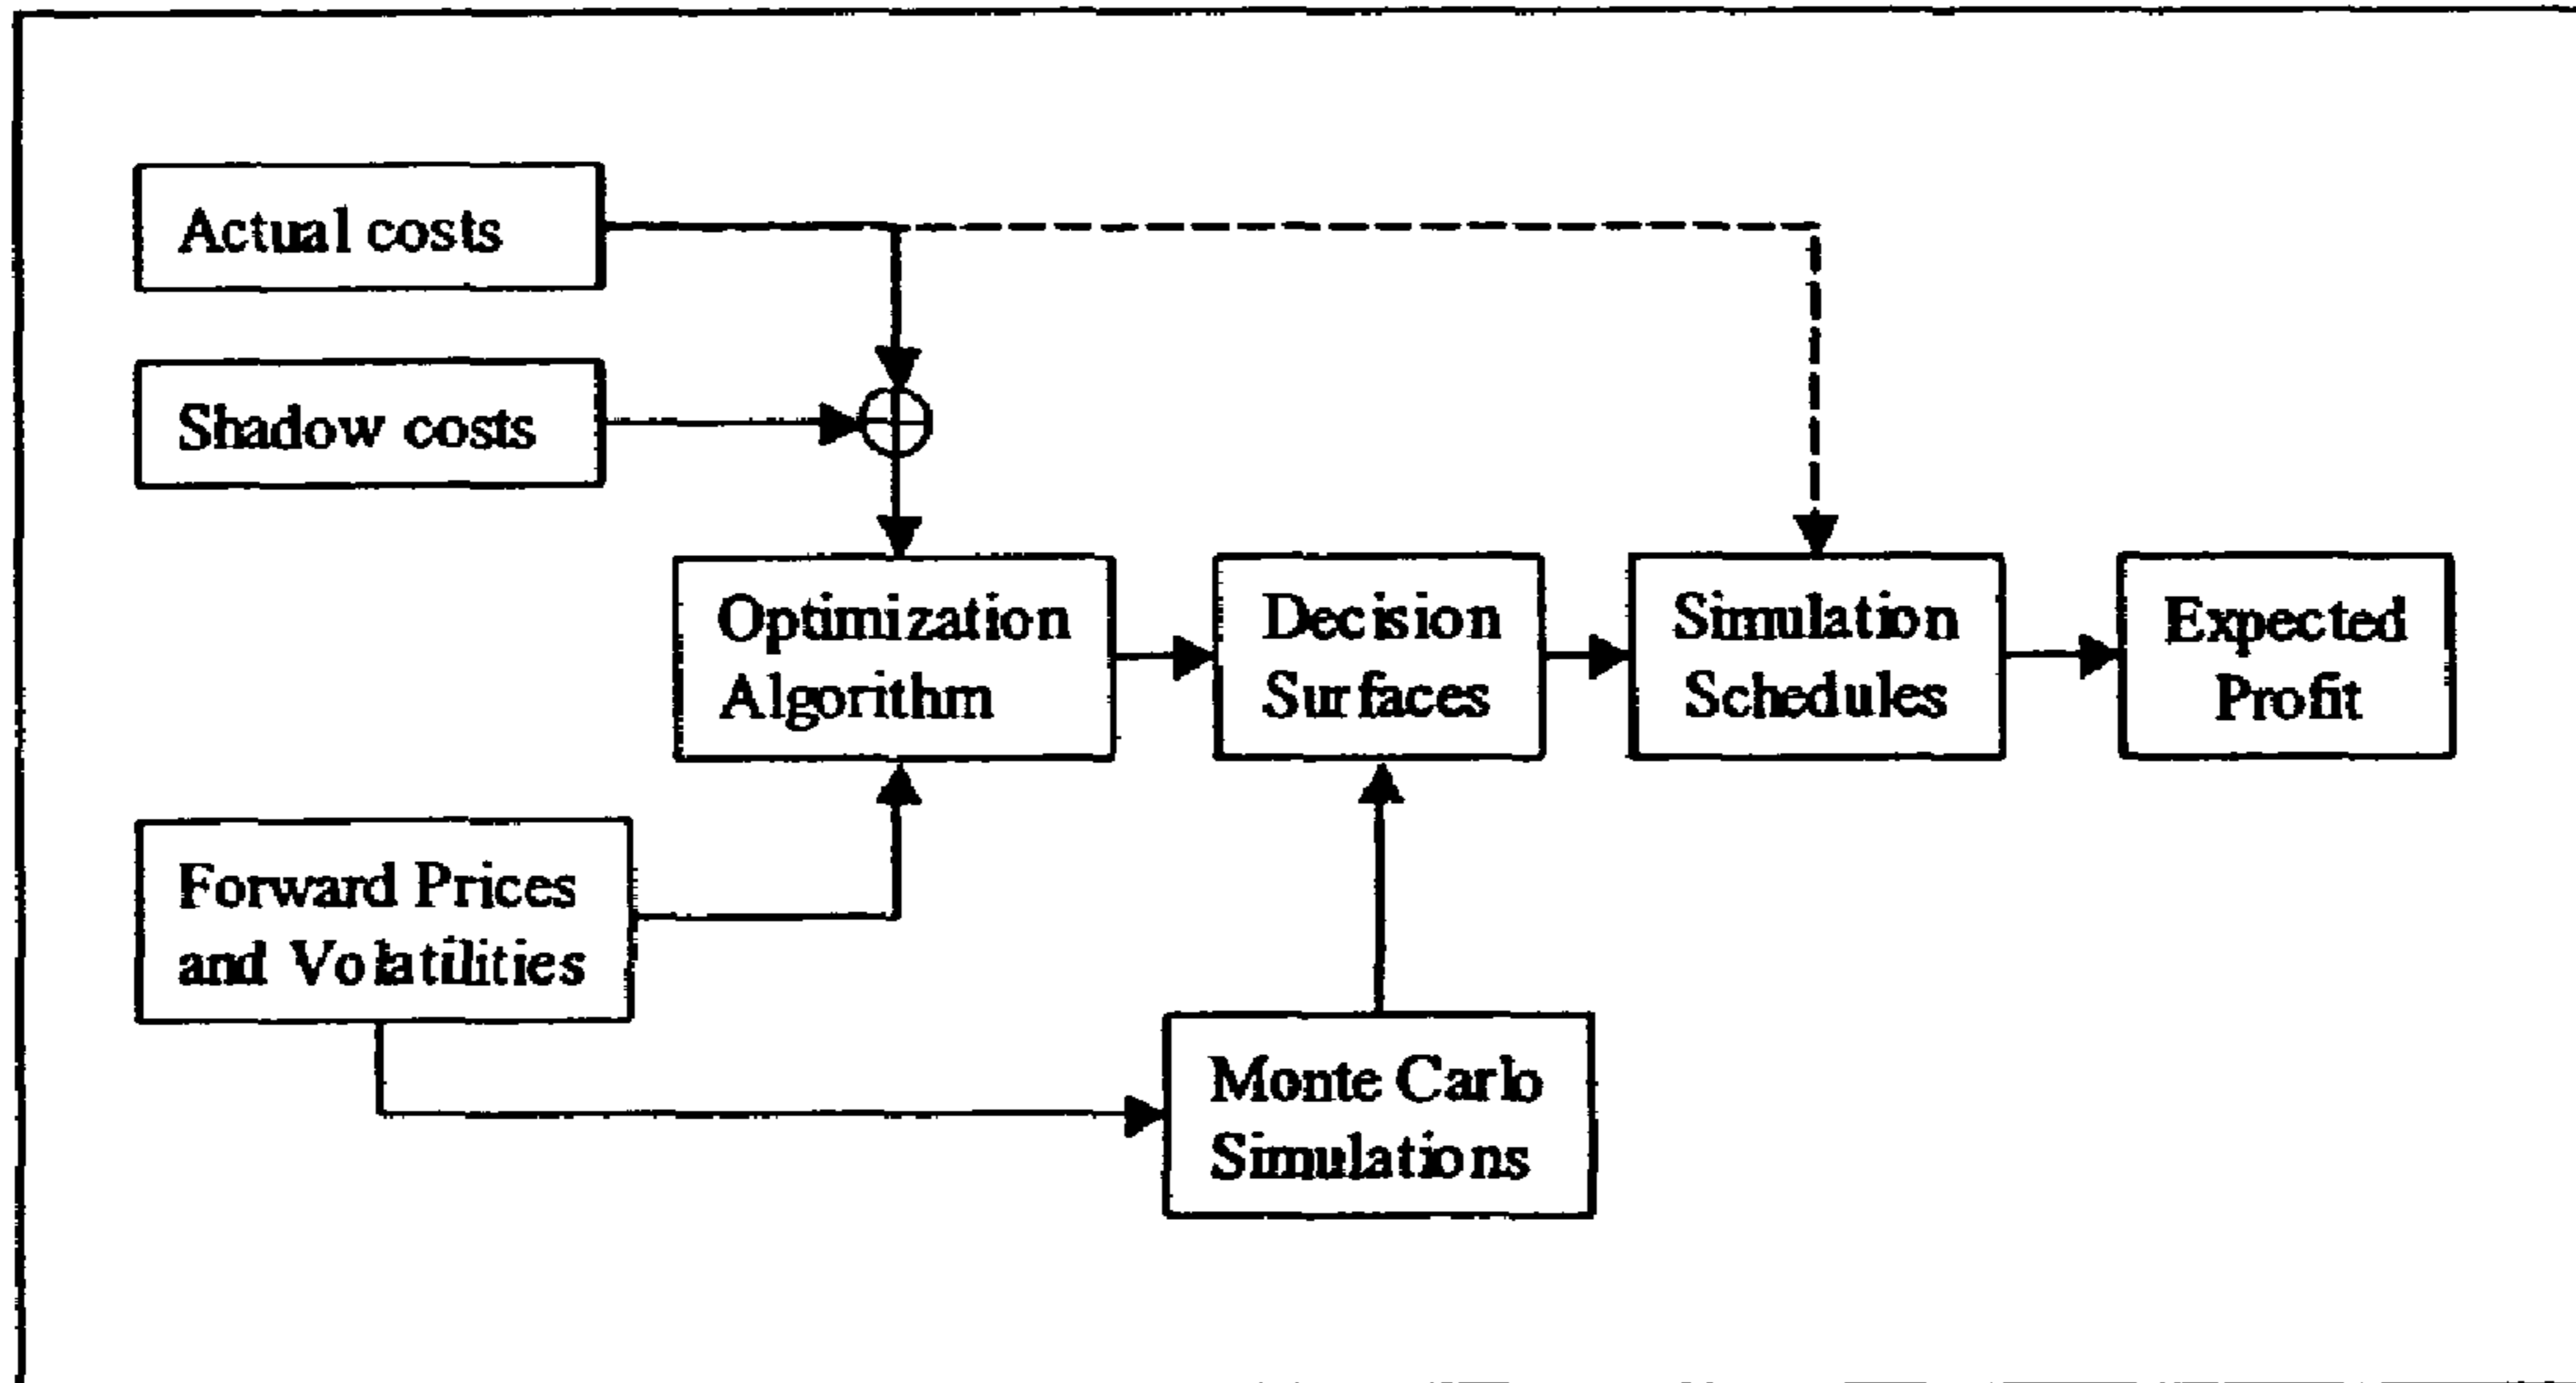 Actual costs
Shadow costs
Optimization
Algorithm
Decision
Surfaces
Simulation
Schedules
Expected
Profit
Forward Prices
and Volatilities
Monte Carlo
Simulations